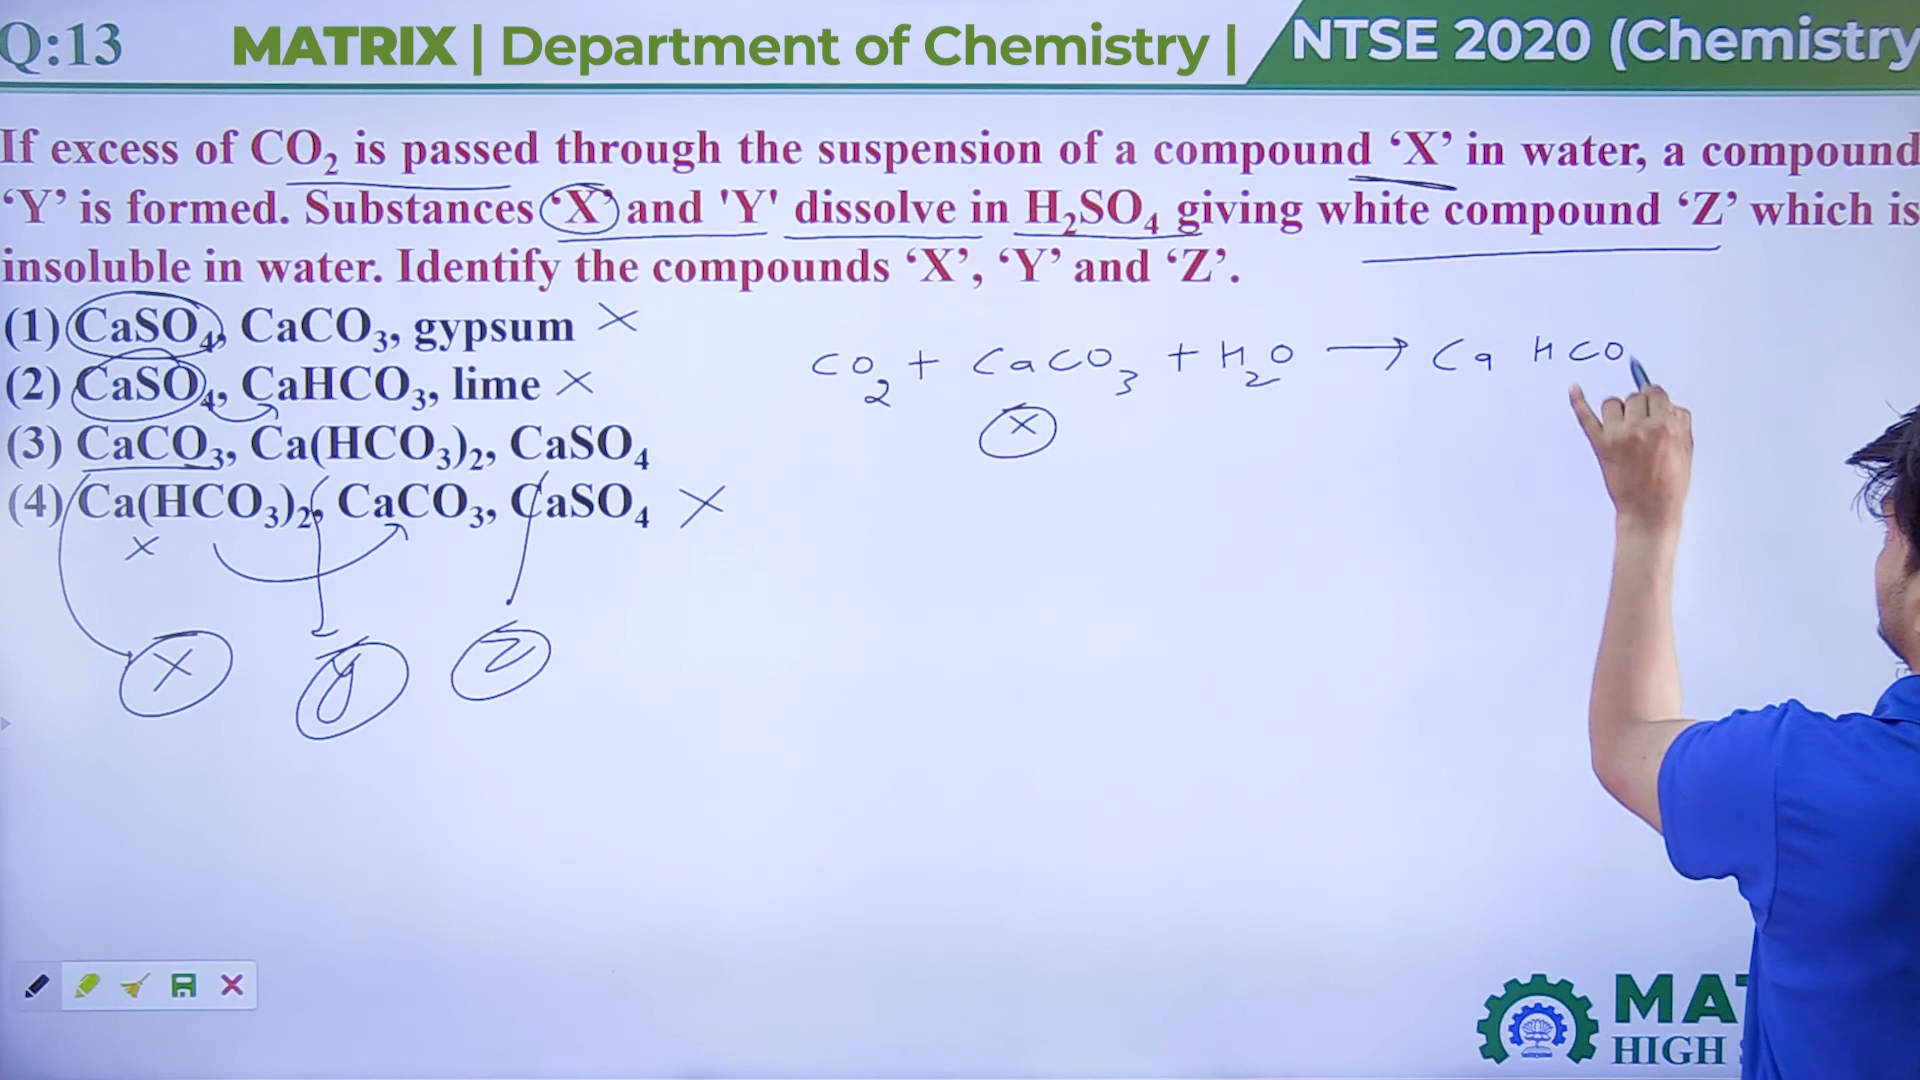 Q:13 MATRIX | Department of Chemistry | NTSE 2020 (Chemistry
If excess of CO₂ is passed through the suspension of a compound ‘X’ in water, a compound
‘Y’ is formed. Substances ‘X’ and 'Y' dissolve in H₂SO₄ giving white compound ‘Z’ which is
insoluble in water. Identify the compounds ‘X’, ‘Y’ and ‘Z’.
(1) CaSO₄, CaCO₃, gypsum ×
(2) CaSO₄, CaHCO₃, lime ×
(3) CaCO₃, Ca(HCO₃)₂, CaSO₄
(4) Ca(HCO₃)₂, CaCO₃, CaSO₄ ×
×
X y Z
CO₂ + CaCO₃ + H₂O → Ca HCO
X
MAT
HIGH